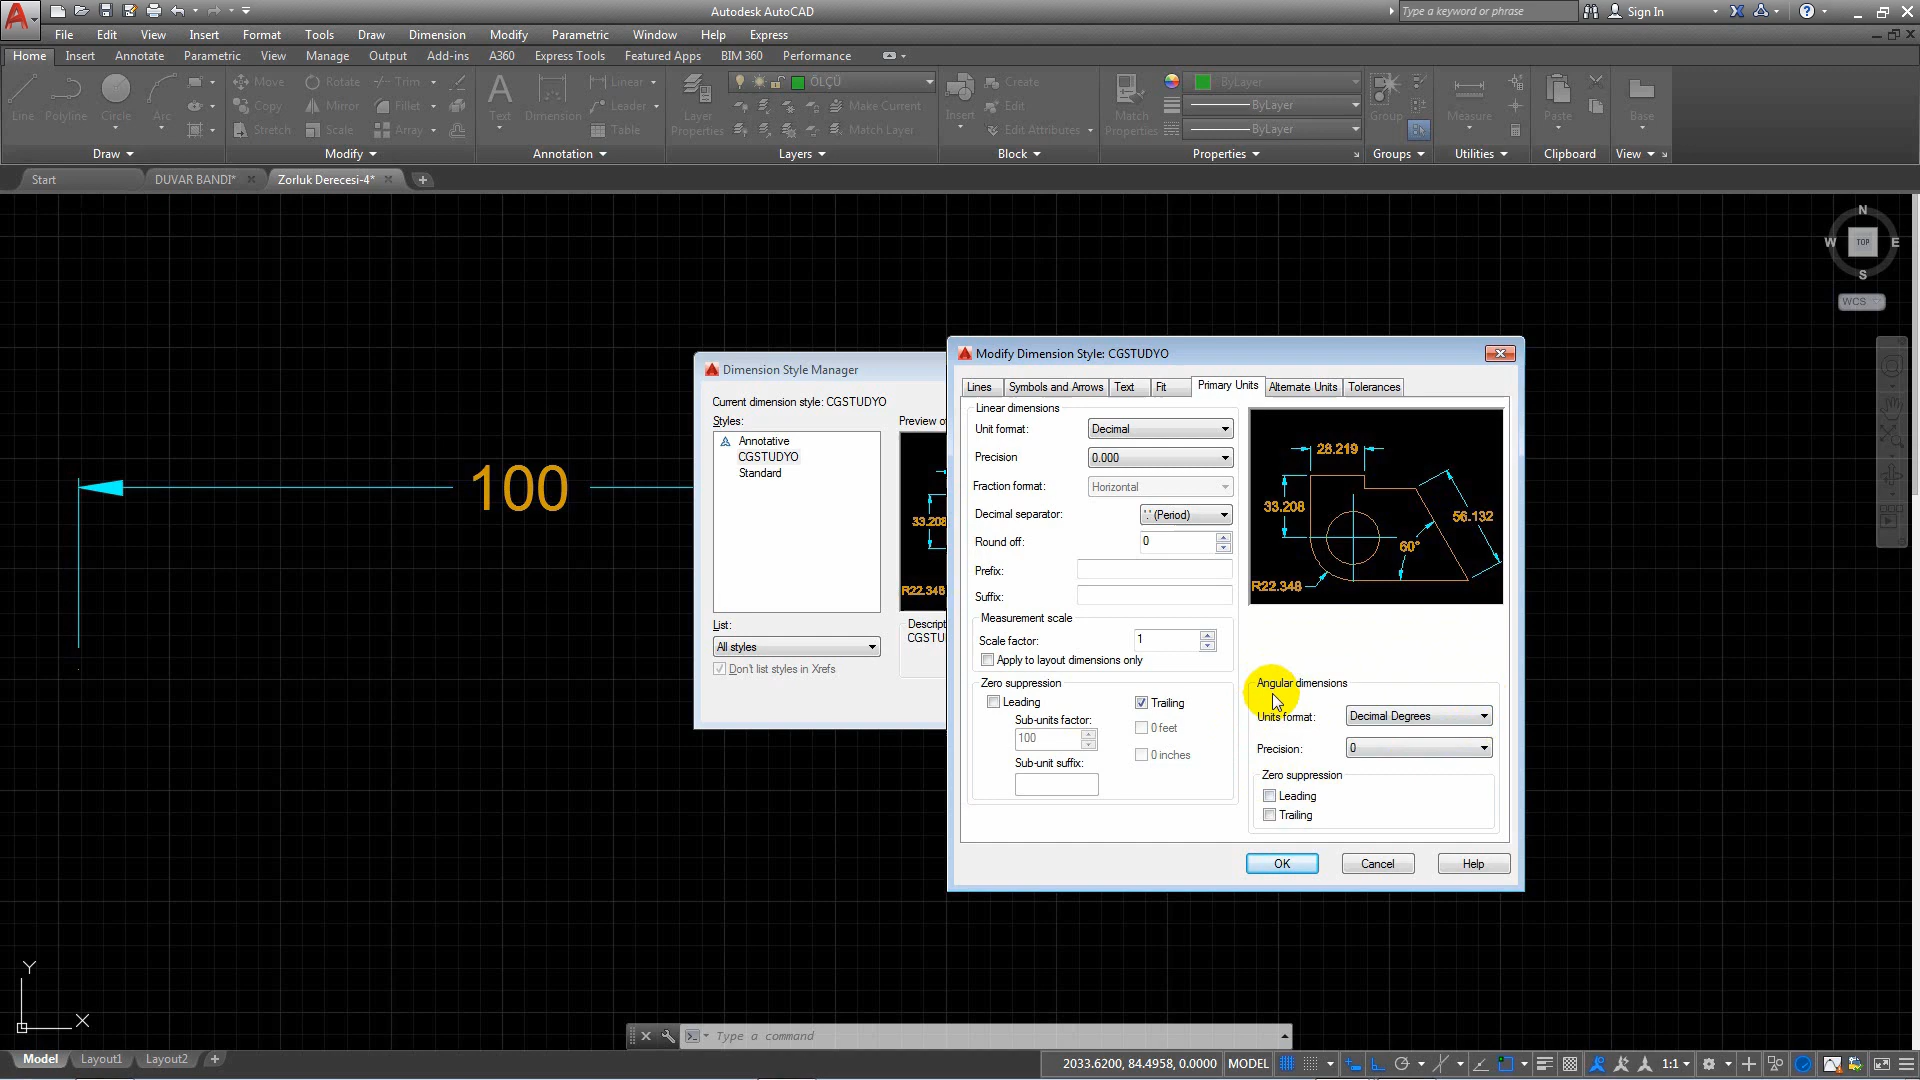 Autodesk AutoCAD
Type a keyword or phrase
Sign In
File Edit View Insert Format Tools Draw Dimension Modify Parametric Window Help Express
Home Insert Annotate Parametric View Manage Output Add-ins A360 Express Tools Featured Apps BIM 360 Performance
Line Polyline Circle Arc
Move Rotate Trim
Copy Mirror Fillet
Stretch Scale Array
Text Dimension
Linear
Leader
Table
Layer Properties
ÖLÇÜ
Make Current
Match Layer
Insert
Create
Edit
Edit Attributes
Match Properties
ByLayer
ByLayer
ByLayer
Group
Measure
Paste
Base
Draw Modify Annotation Layers Block Properties Groups Utilities Clipboard View
Start DUVAR BANDI* Zorluk Derecesi-4*
N
W TOP E
S
WCS
100
Dimension Style Manager
Current dimension style: CGSTUDYO
Styles:
Preview o
Annotative
CGSTUDYO
Standard
33.208
R22.348
List:
All styles
Don't list styles in Xrefs
Descript
CGSTU
Modify Dimension Style: CGSTUDYO
Lines Symbols and Arrows Text Fit Primary Units Alternate Units Tolerances
Linear dimensions
Unit format: Decimal
Precision 0.000
Fraction format: Horizontal
Decimal separator: '.' (Period)
Round off: 0
Prefix:
Suffix:
Measurement scale
Scale factor: 1
Apply to layout dimensions only
Zero suppression
Leading
Trailing
Sub-units factor:
100
0 feet
0 inches
Sub-unit suffix:
28.219
33.208
56.132
60°
R22.348
Angular dimensions
Units format: Decimal Degrees
Precision: 0
Zero suppression
Leading
Trailing
OK Cancel Help
Y
X
Type a command
Model Layout1 Layout2
2033.6200, 84.4958, 0.0000 MODEL
1:1